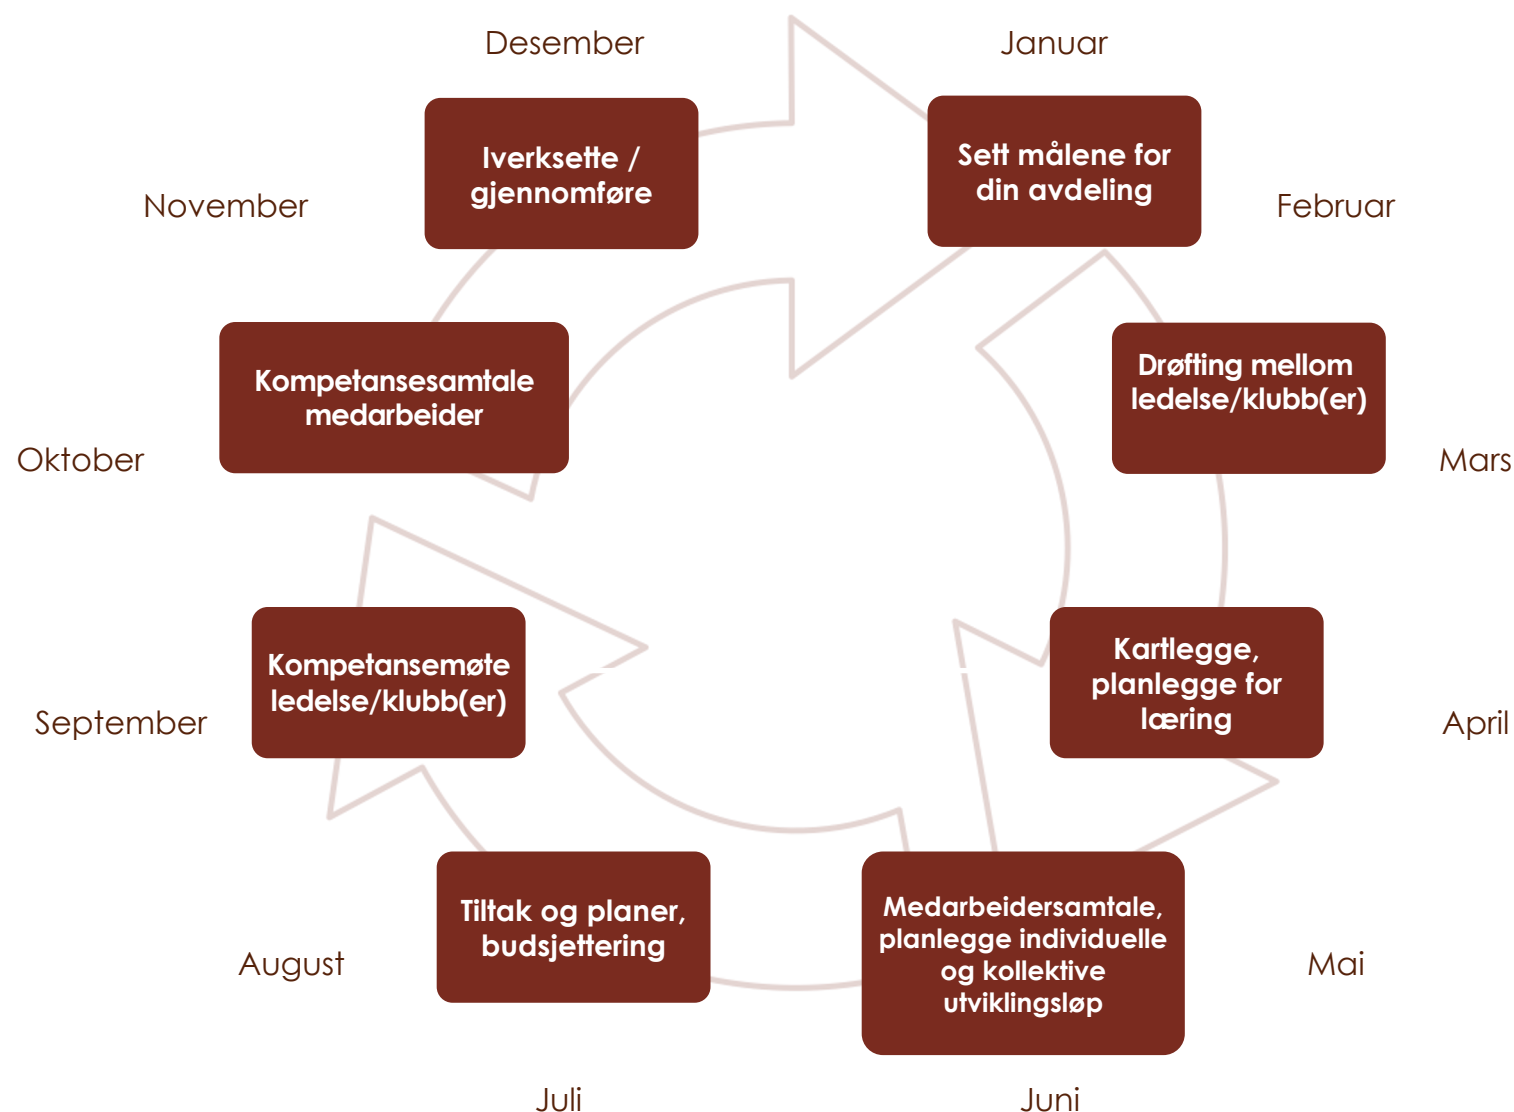 Desember
Januar
Iverksette /
gjennomføre
Sett målene for
din avdeling
November
Februar
Kompetansesamtale
medarbeider
Drøfting mellom
ledelse/klubb(er)
Oktober
Mars
Kompetansemøte
ledelse/klubb(er)
Kartlegge,
planlegge for
læring
September
April
Tiltak og planer,
budsjettering
Medarbeidersamtale,
planlegge individuelle
og kollektive
utviklingsløp
August
Mai
Juli
Juni